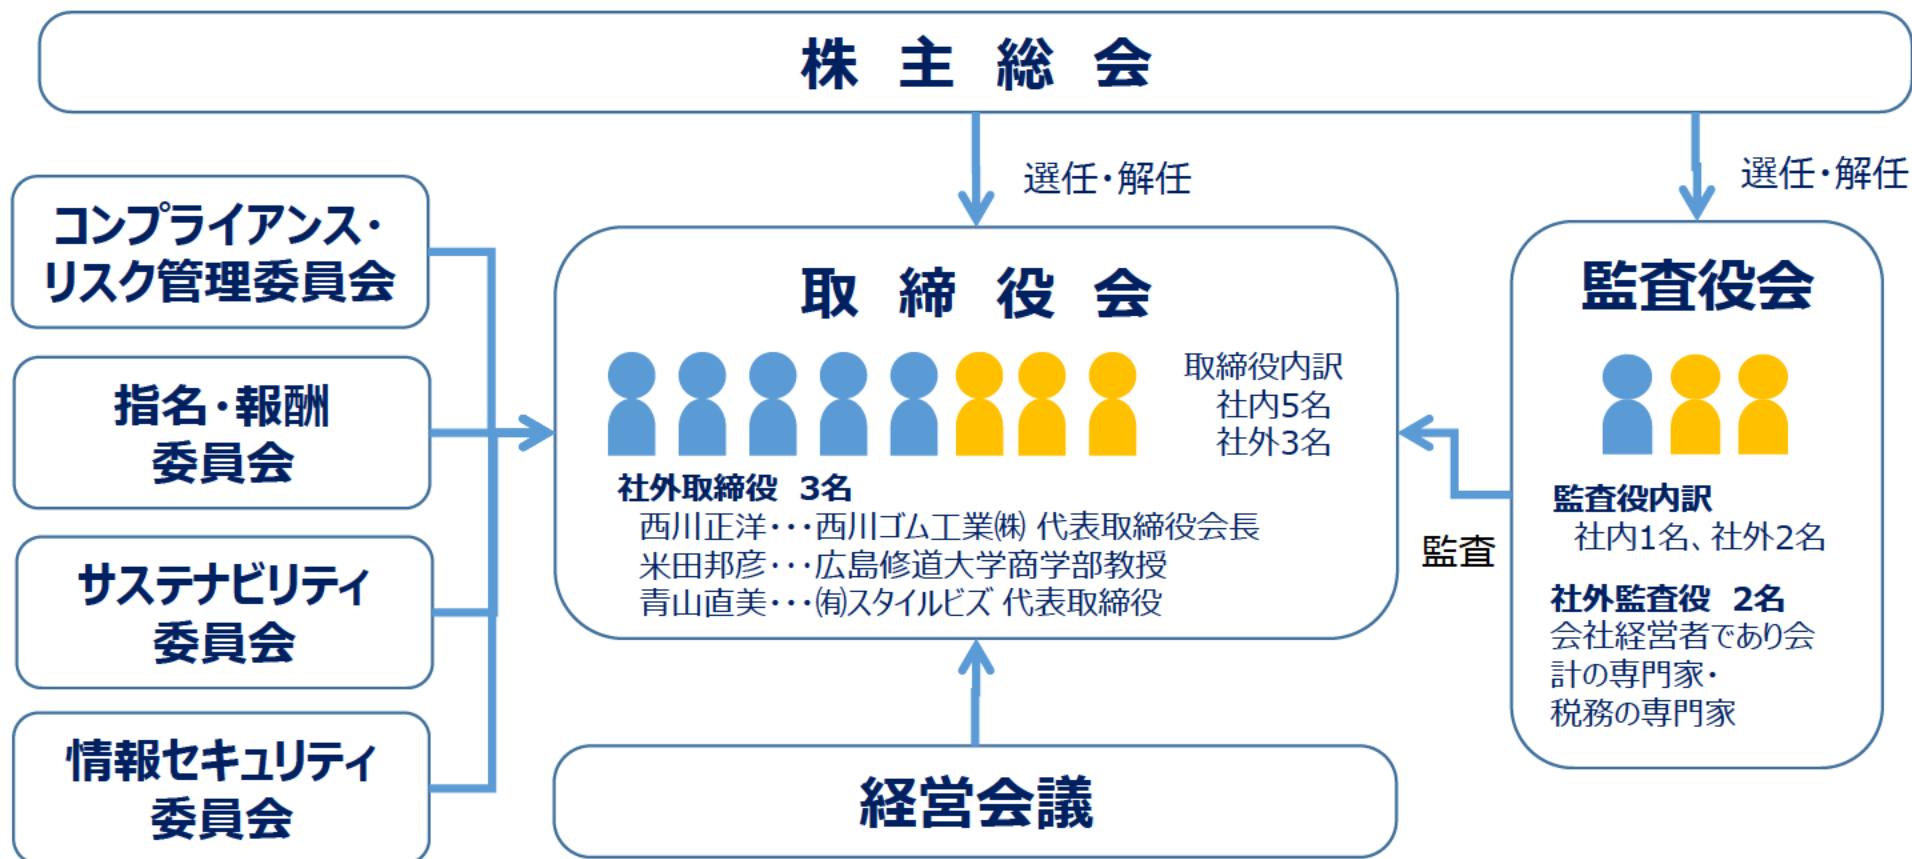 株主総会
選任・解任
選任・解任
コンプライアンス・
リスク管理委員会
指名・報酬
委員会
サステナビリティ
委員会
情報セキュリティ
委員会
取締役会
取締役内訳
社内5名
社外3名
社外取締役 3名
西川正洋・・・西川ゴム工業㈱ 代表取締役会長
米田邦彦・・・広島修道大学商学部教授
青山直美・・・㈲スタイルビズ 代表取締役
経営会議
監査
監査役会
監査役内訳
社内1名、社外2名
社外監査役 2名
会社経営者であり会
計の専門家・
税務の専門家